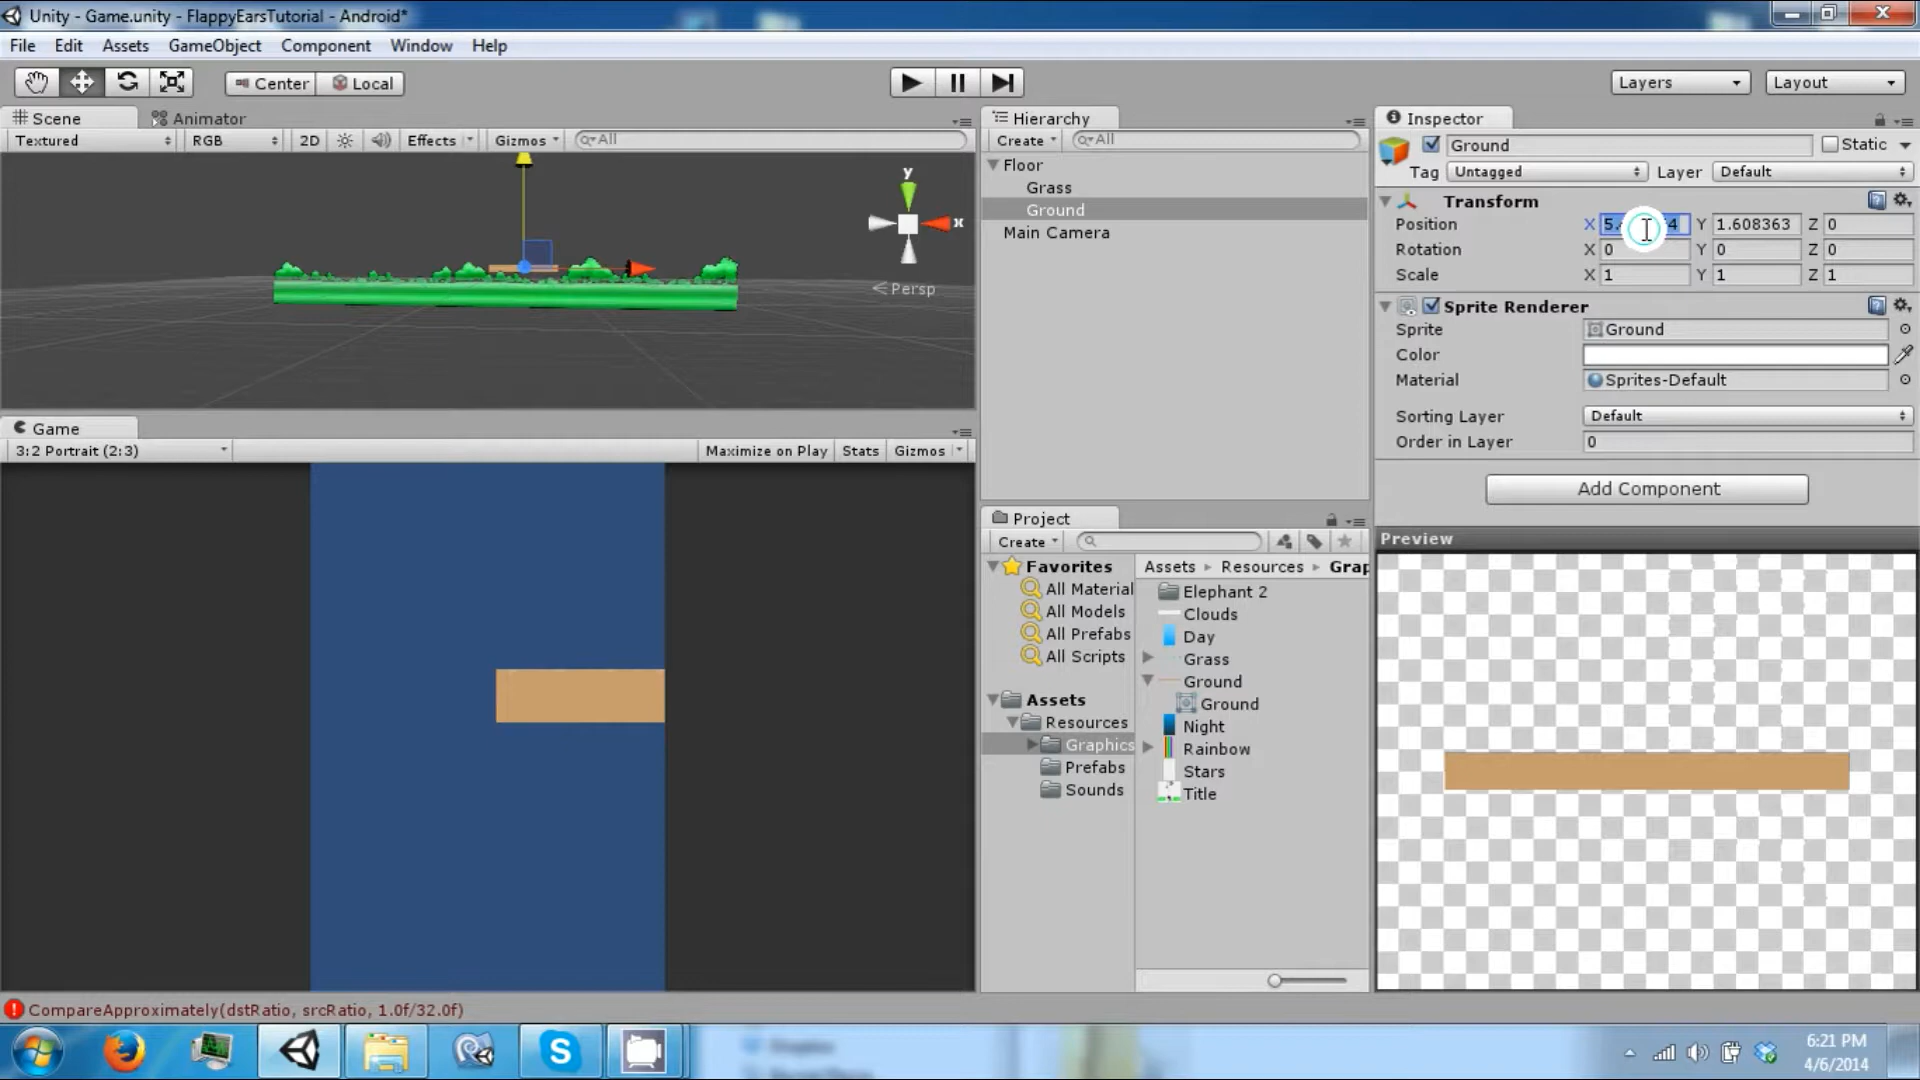 Unity - Game.unity - FlappyEarsTutorial - Android*
File Edit Assets GameObject Component Window Help
Center Local Layers Layout
Scene Animator
Textured RGB 2D Effects Gizmos All
y
x
Persp
Game
3:2 Portrait (2:3) Maximize on Play Stats Gizmos
Hierarchy
Create All
Floor
Grass
Ground
Main Camera
Project
Create
Favorites
All Material
All Models
All Prefabs
All Scripts
Assets
Resources
Graphics
Prefabs
Sounds
Assets Resources Grap
Elephant 2
Clouds
Day
Grass
Ground
Ground
Night
Rainbow
Stars
Title
Inspector
Ground Static
Tag Untagged Layer Default
Transform
Position X Y 1.608363 Z 0
Rotation X 0 Y 0 Z 0
Scale X 1 Y 1 Z 1
Sprite Renderer
Sprite Ground
Color
Material Sprites-Default
Sorting Layer Default
Order in Layer 0
Add Component
Preview
CompareApproximately(dstRatio, srcRatio, 1.0f/32.0f)
6:21 PM
4/6/2014